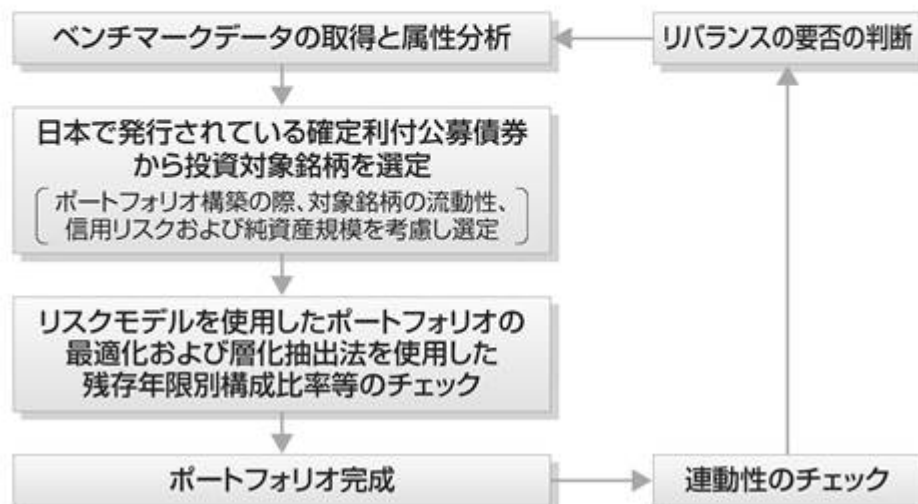 ベンチマークデータの取得と属性分析
リバランスの要否の判断
日本で発行されている確定利付公募債券
から投資対象銘柄を選定
ポートフォリオ構築の際、対象銘柄の流動性、
信用リスクおよび純資産規模を考慮し選定
リスクモデルを使用したポートフォリオの
最適化および層化抽出法を使用した
残存年限別構成比率等のチェック
ポートフォリオ完成
連動性のチェック